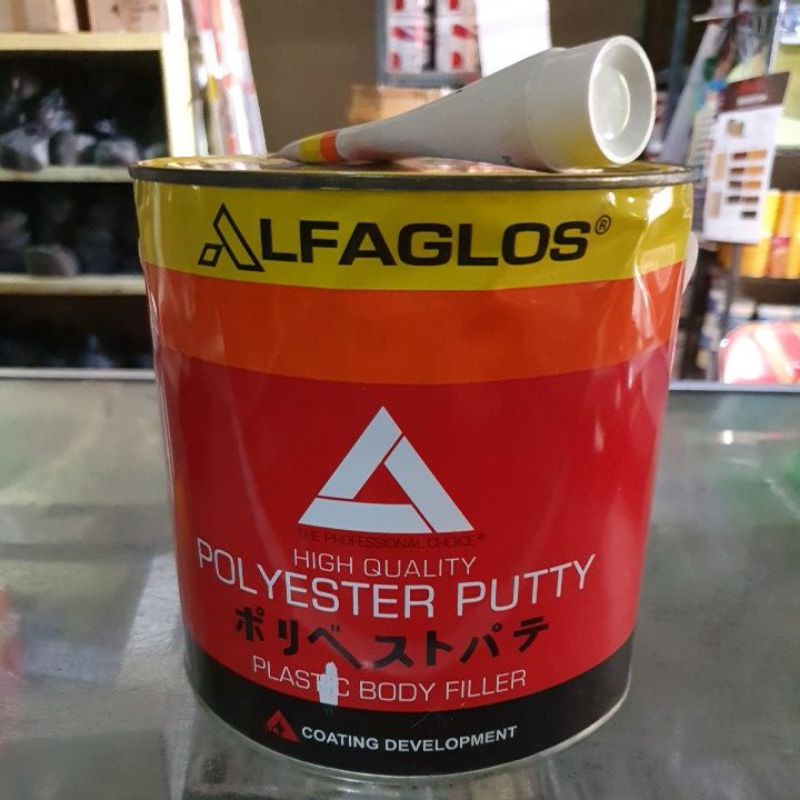 ALFAGLOS®
THE PROFESSIONAL CHOICE®
HIGH QUALITY
POLYESTER PUTTY
ポリベストパテ
PLASTIC BODY FILLER
COATING DEVELOPMENT